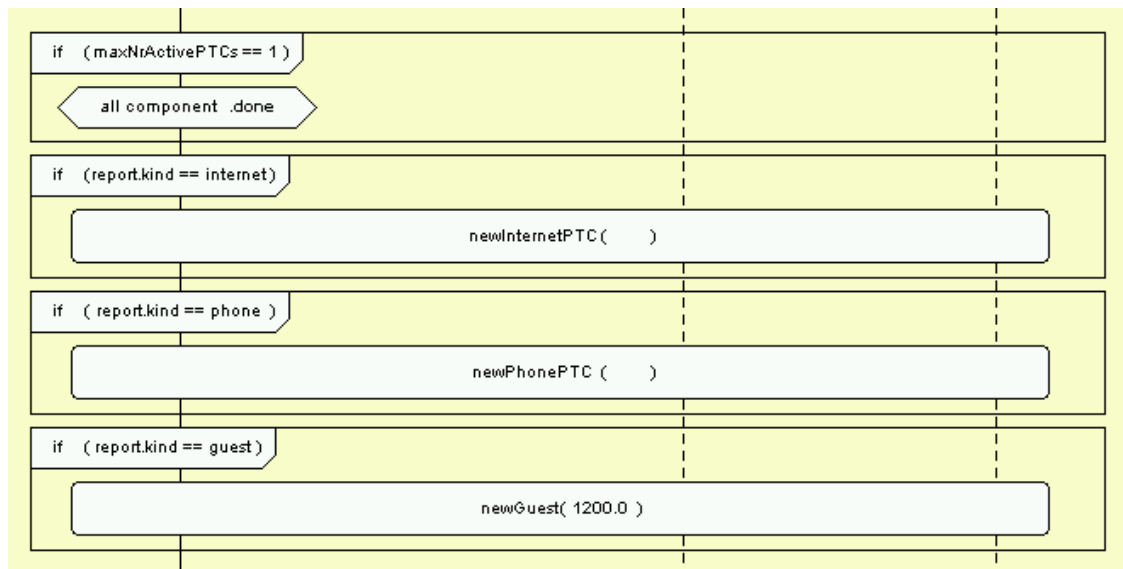 if ( maxNrActivePTCs == 1 )
all component .done
if (report.kind == internet)
newInternetPTC( )
if ( report.kind == phone )
newPhonePTC ( )
if ( report.kind == guest )
newGuest( 1200.0 )